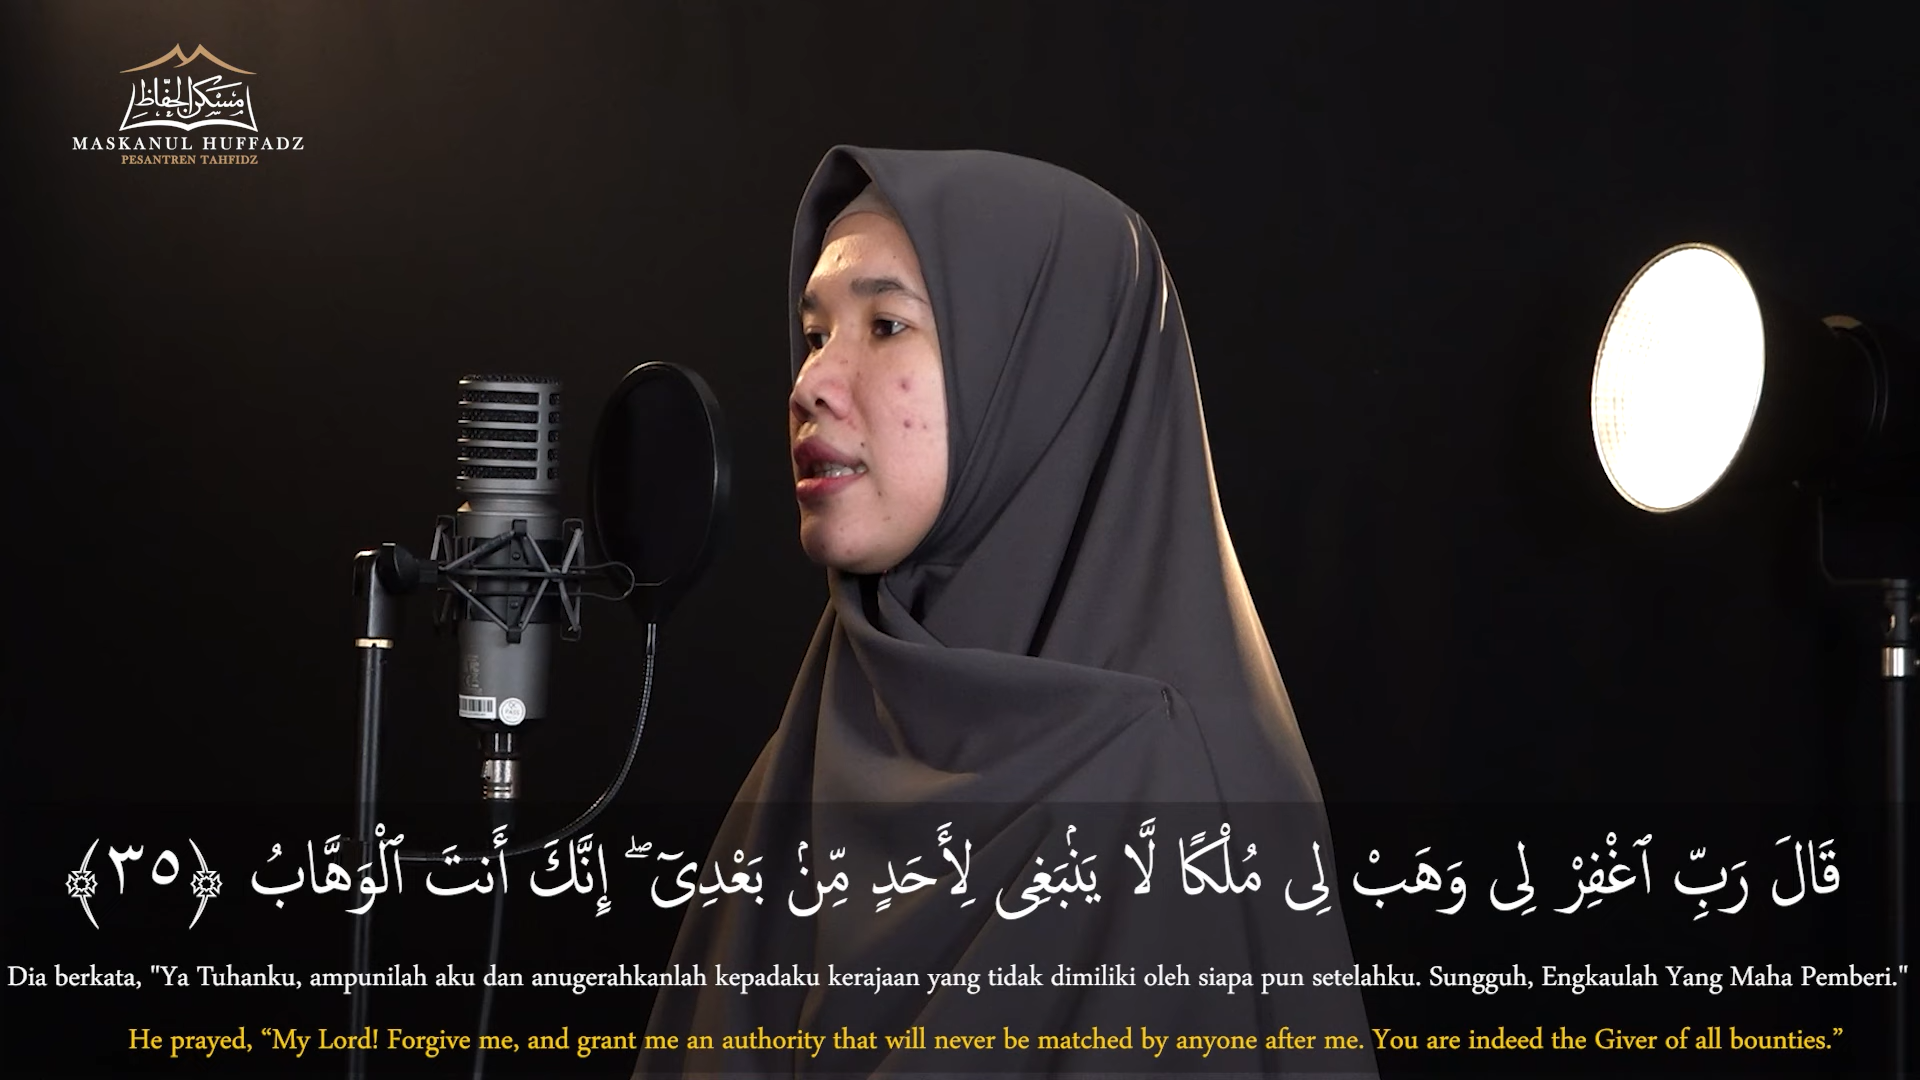 مسكن الحفاظ
MASKANUL HUFFADZ
PESANTREN TAHFIDZ
PASS
قَالَ رَبِّ ٱغْفِرْ لِى وَهَبْ لِى مُلْكًا لَّا يَنۢبَغِى لِأَحَدٍ مِّنۢ بَعْدِىٓ ۖ إِنَّكَ أَنتَ ٱلْوَهَّابُ ﴿٣٥﴾
Dia berkata, "Ya Tuhanku, ampunilah aku dan anugerahkanlah kepadaku kerajaan yang tidak dimiliki oleh siapa pun setelahku. Sungguh, Engkaulah Yang Maha Pemberi."
He prayed, “My Lord! Forgive me, and grant me an authority that will never be matched by anyone after me. You are indeed the Giver of all bounties.”